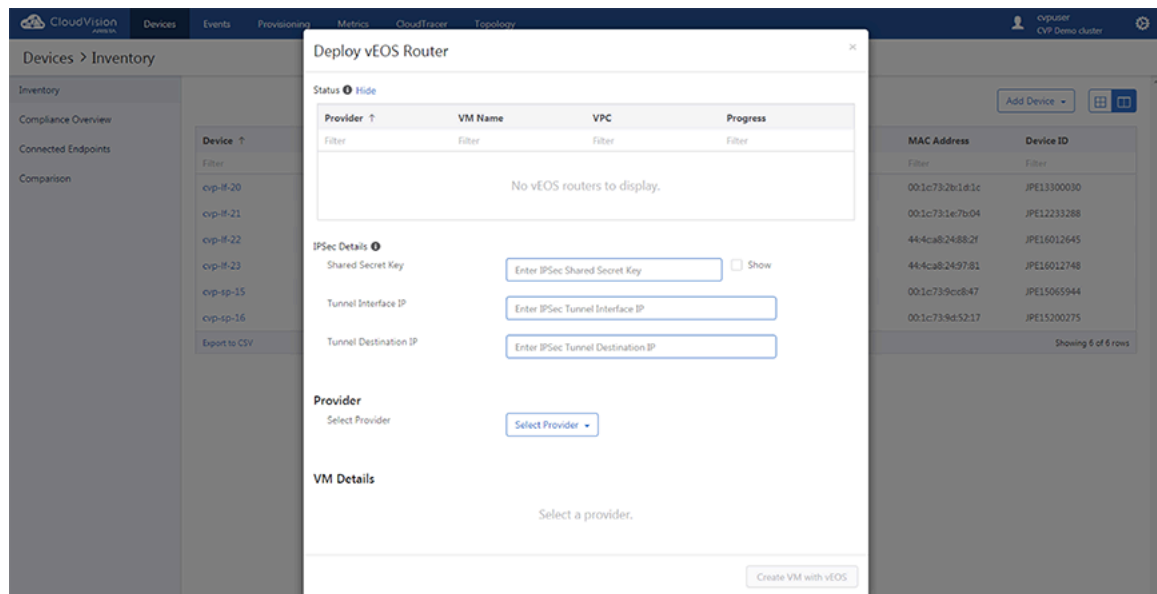 CloudVision Devices Events Provisioning Metrics CloudTracer Topology cvpuser
ARISTA CVP Demo cluster
Devices > Inventory
Deploy vEOS Router ×
Inventory
Compliance Overview
Connected Endpoints
Comparison
Status Hide
Provider ↑ VM Name VPC Progress
Filter Filter Filter Filter
No vEOS routers to display.
Add Device
Device ↑ MAC Address Device ID
Filter Filter Filter
cvp-lf-20 00:1c:73:2b:1d:1c JPE13300030
cvp-lf-21 00:1c:73:1e:7b:04 JPE12233288
cvp-lf-22 44:4c:a8:24:88:2f JPE16012645
cvp-lf-23 44:4c:a8:24:97:81 JPE16012748
cvp-sp-15 00:1c:73:9c:c8:47 JPE15065944
cvp-sp-16 00:1c:73:9d:52:17 JPE15200275
Export to CSV Showing 6 of 6 rows
IPSec Details
Shared Secret Key Enter IPSec Shared Secret Key Show
Tunnel Interface IP Enter IPSec Tunnel Interface IP
Tunnel Destination IP Enter IPSec Tunnel Destination IP
Provider
Select Provider Select Provider
VM Details
Select a provider.
Create VM with vEOS